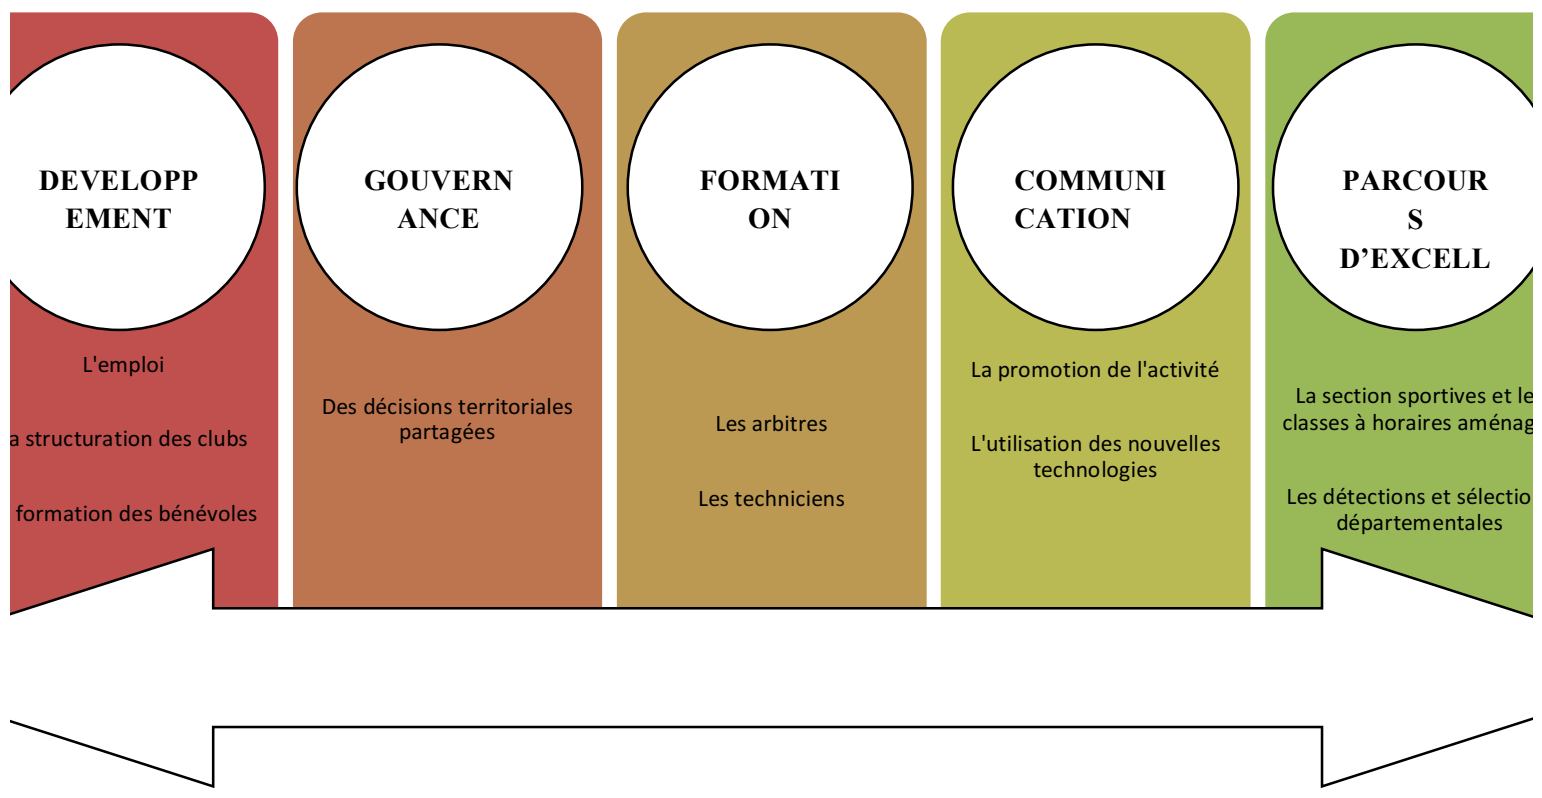 DEVELOPP
EMENT
L'emploi
a structuration des clubs
formation des bénévoles
GOUVERN
ANCE
Des décisions territoriales
partagées
FORMATI
ON
Les arbitres
Les techniciens
COMMUNI
CATION
La promotion de l'activité
L'utilisation des nouvelles
technologies
PARCOUR
S
D’EXCELL
La section sportives et le
classes à horaires aménag
Les détections et sélectio
départementales